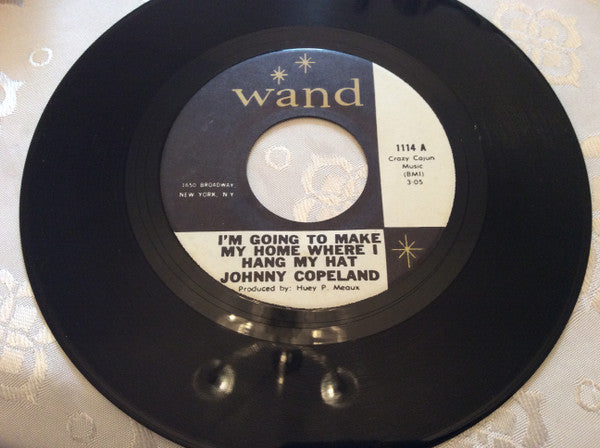 wand
1114 A
Crazy Cajun
Music
(BMI)
3:05
1650 BROADWAY,
NEW YORK, N.Y.
I'M GOING TO MAKE
MY HOME WHERE I
HANG MY HAT
JOHNNY COPELAND
Produced by: Huey P. Meaux